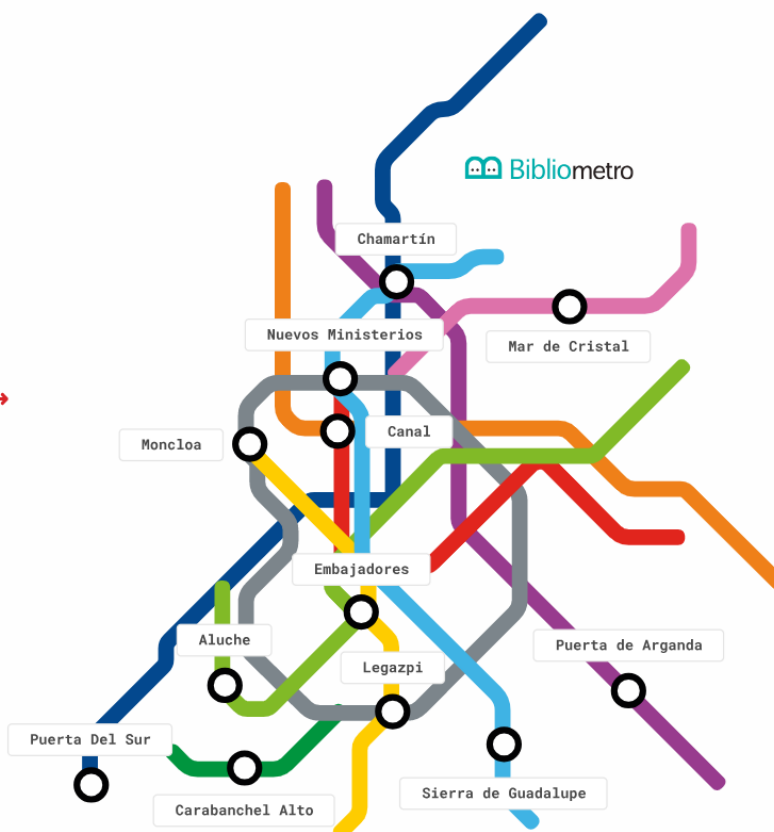 Bibliometro
Chamartín
Nuevos Ministerios
Mar de Cristal
Canal
Moncloa
Embajadores
Aluche
Puerta de Arganda
Legazpi
Puerta Del Sur
Sierra de Guadalupe
Carabanchel Alto